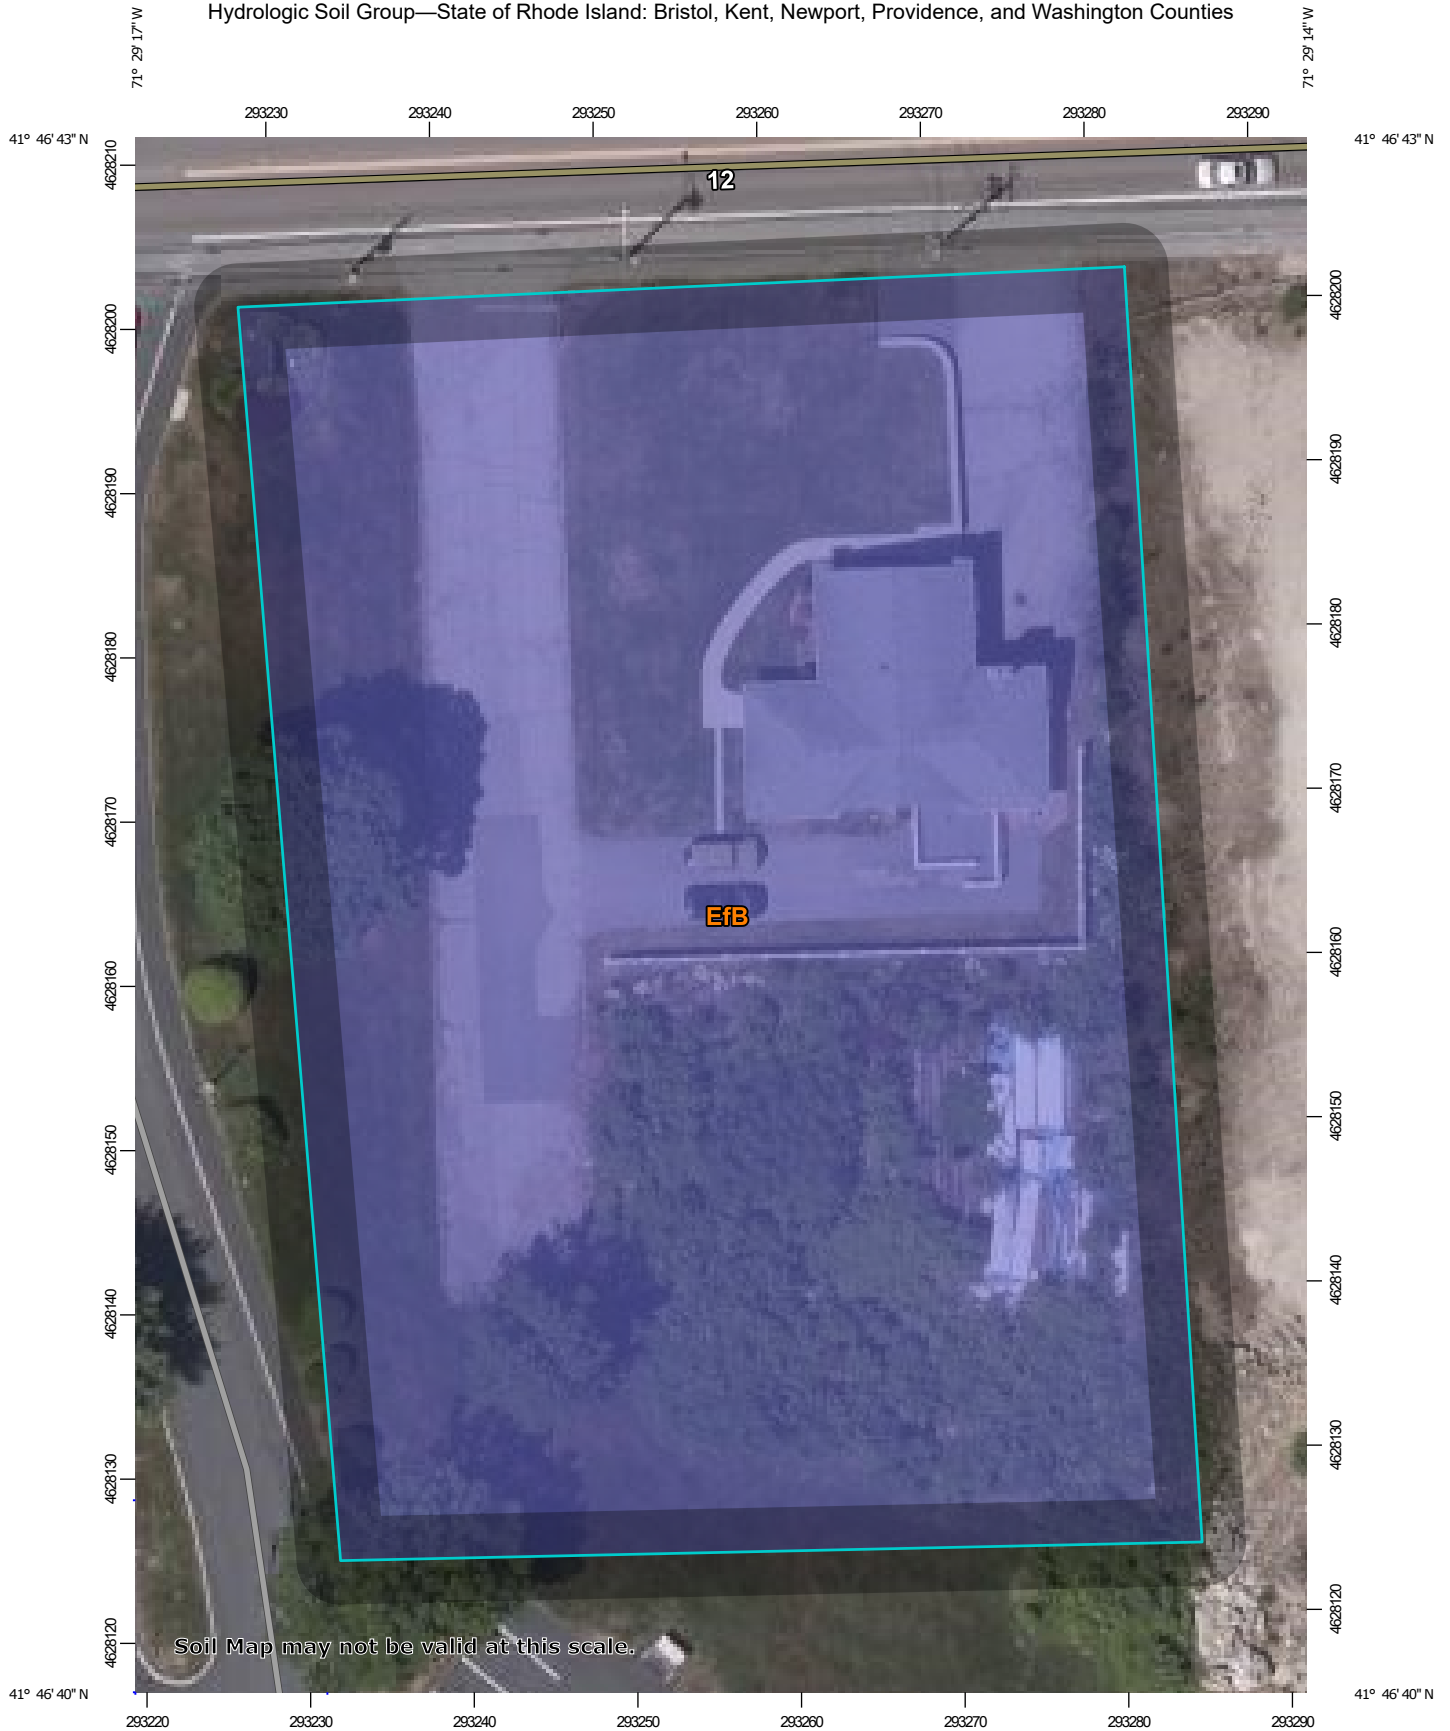 Hydrologic Soil Group—State of Rhode Island: Bristol, Kent, Newport, Providence, and Washington Counties
71° 29' 17'' W
71° 29' 14'' W
293230 293240 293250 293260 293270 293280 293290
41° 46' 43'' N
41° 46' 43'' N
4628210
12
4628200
4628200
4628190
4628190
4628180
4628180
4628170
4628170
EfB
4628160
4628160
4628150
4628150
4628140
4628140
4628130
4628130
4628120
4628120
Soil Map may not be valid at this scale.
41° 46' 40'' N
41° 46' 40'' N
293220 293230 293240 293250 293260 293270 293280 293290